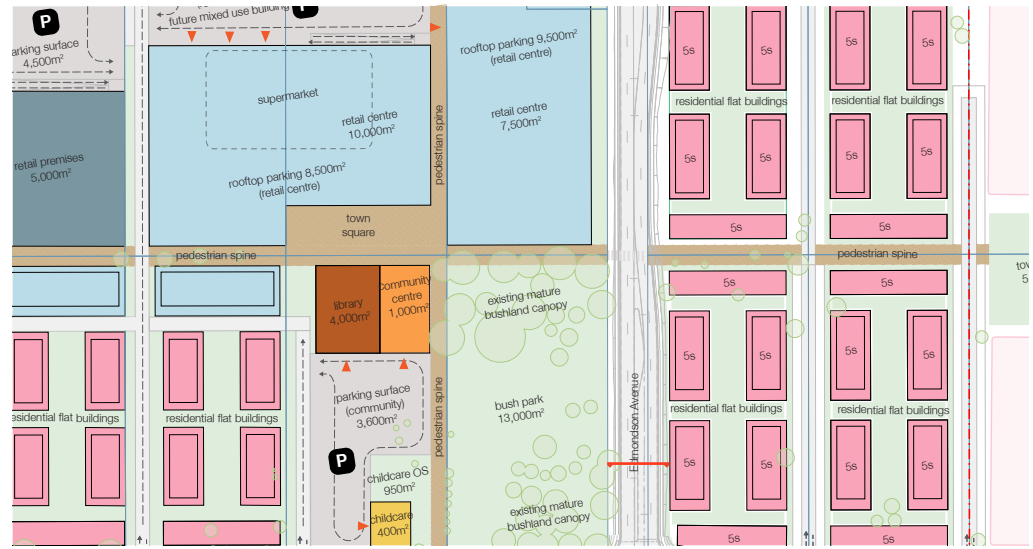 P
P
future mixed use building
parking surface
4,500m²
supermarket
retail centre
10,000m²
rooftop parking 8,500m²
(retail centre)
retail premises
5,000m²
pedestrian spine
rooftop parking 9,500m²
(retail centre)
retail centre
7,500m²
5s
5s
5s
5s
residential flat buildings
residential flat buildings
5s
5s
5s
5s
5s
5s
town
square
pedestrian spine
pedestrian spine
5s
5s
library
4,000m²
community
centre
1,000m²
existing mature
bushland canopy
5s
5s
5s
5s
parking surface
(community)
3,600m²
P
pedestrian spine
bush park
13,000m²
Edmondson Avenue
residential flat buildings
residential flat buildings
residential flat buildings
residential flat buildings
5s
5s
5s
5s
childcare OS
950m²
childcare
400m²
existing mature
bushland canopy
5s
5s